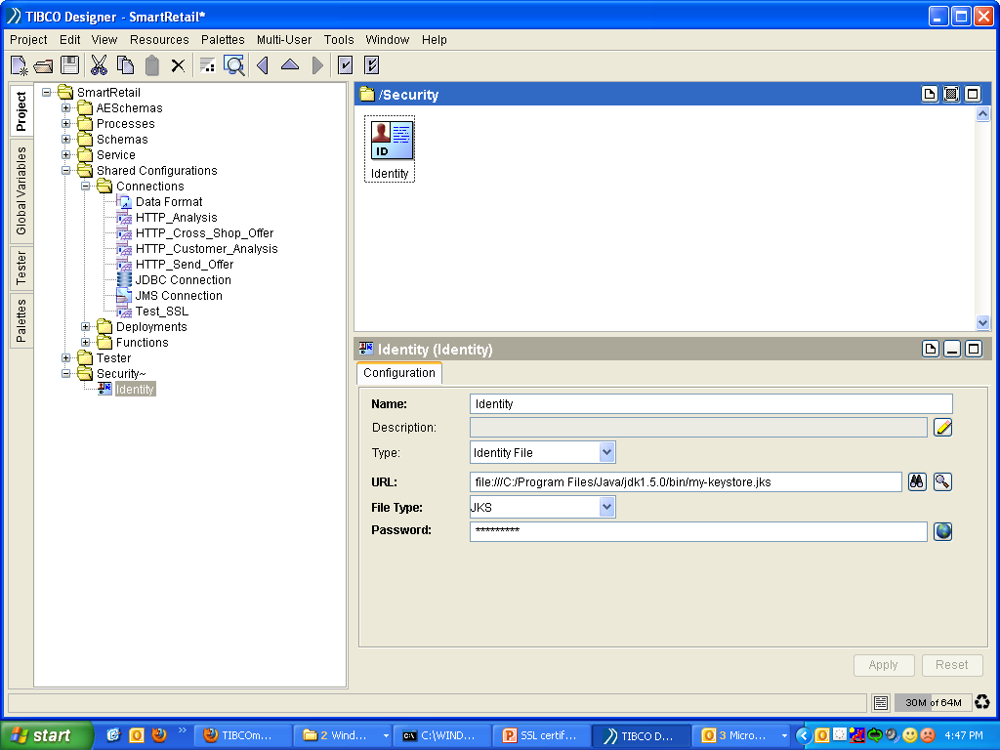 TIBCO Designer - SmartRetail*
Project Edit View Resources Palettes Multi-User Tools Window Help
Project
Global Variables
Tester
Palettes
SmartRetail
AESchemas
Processes
Schemas
Service
Shared Configurations
Connections
Data Format
HTTP_Analysis
HTTP_Cross_Shop_Offer
HTTP_Customer_Analysis
HTTP_Send_Offer
JDBC Connection
JMS Connection
Test_SSL
Deployments
Functions
Tester
Security~
Identity
/Security
ID
Identity
Identity (Identity)
Configuration
Name: Identity
Description:
Type: Identity File
URL: file:///C:/Program Files/Java/jdk1.5.0/bin/my-keystore.jks
File Type: JKS
Password: *********
Apply Reset
30M of 64M
start TIBCOm... 2 Wind... C:\WIND... SSL certif... TIBCO D... 3 Micro... 4:47 PM